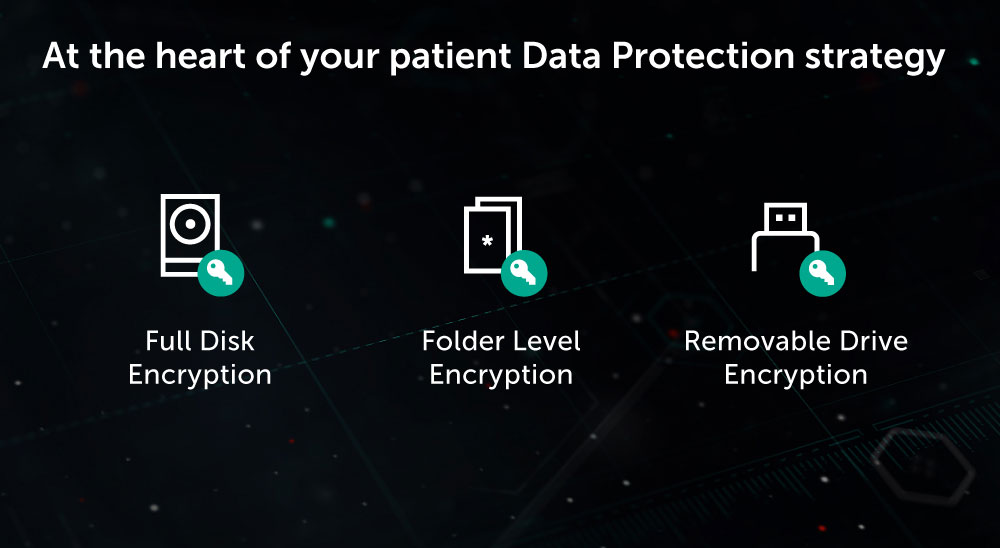 At the heart of your patient Data Protection strategy
Full Disk
Encryption
Folder Level
Encryption
Removable Drive
Encryption